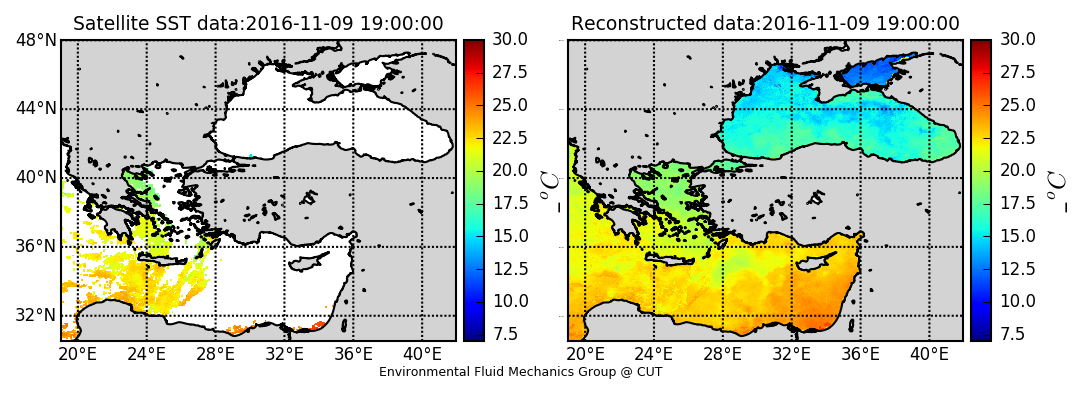 Satellite SST data:2016-11-09 19:00:00
48°N
44°N
40°N
36°N
32°N
20°E 24°E 28°E 32°E 36°E 40°E
30.0
27.5
25.0
22.5
20.0
17.5
15.0
12.5
10.0
7.5
_ °C
Reconstructed data:2016-11-09 19:00:00
20°E 24°E 28°E 32°E 36°E 40°E
30.0
27.5
25.0
22.5
20.0
17.5
15.0
12.5
10.0
7.5
_ °C
Environmental Fluid Mechanics Group @ CUT